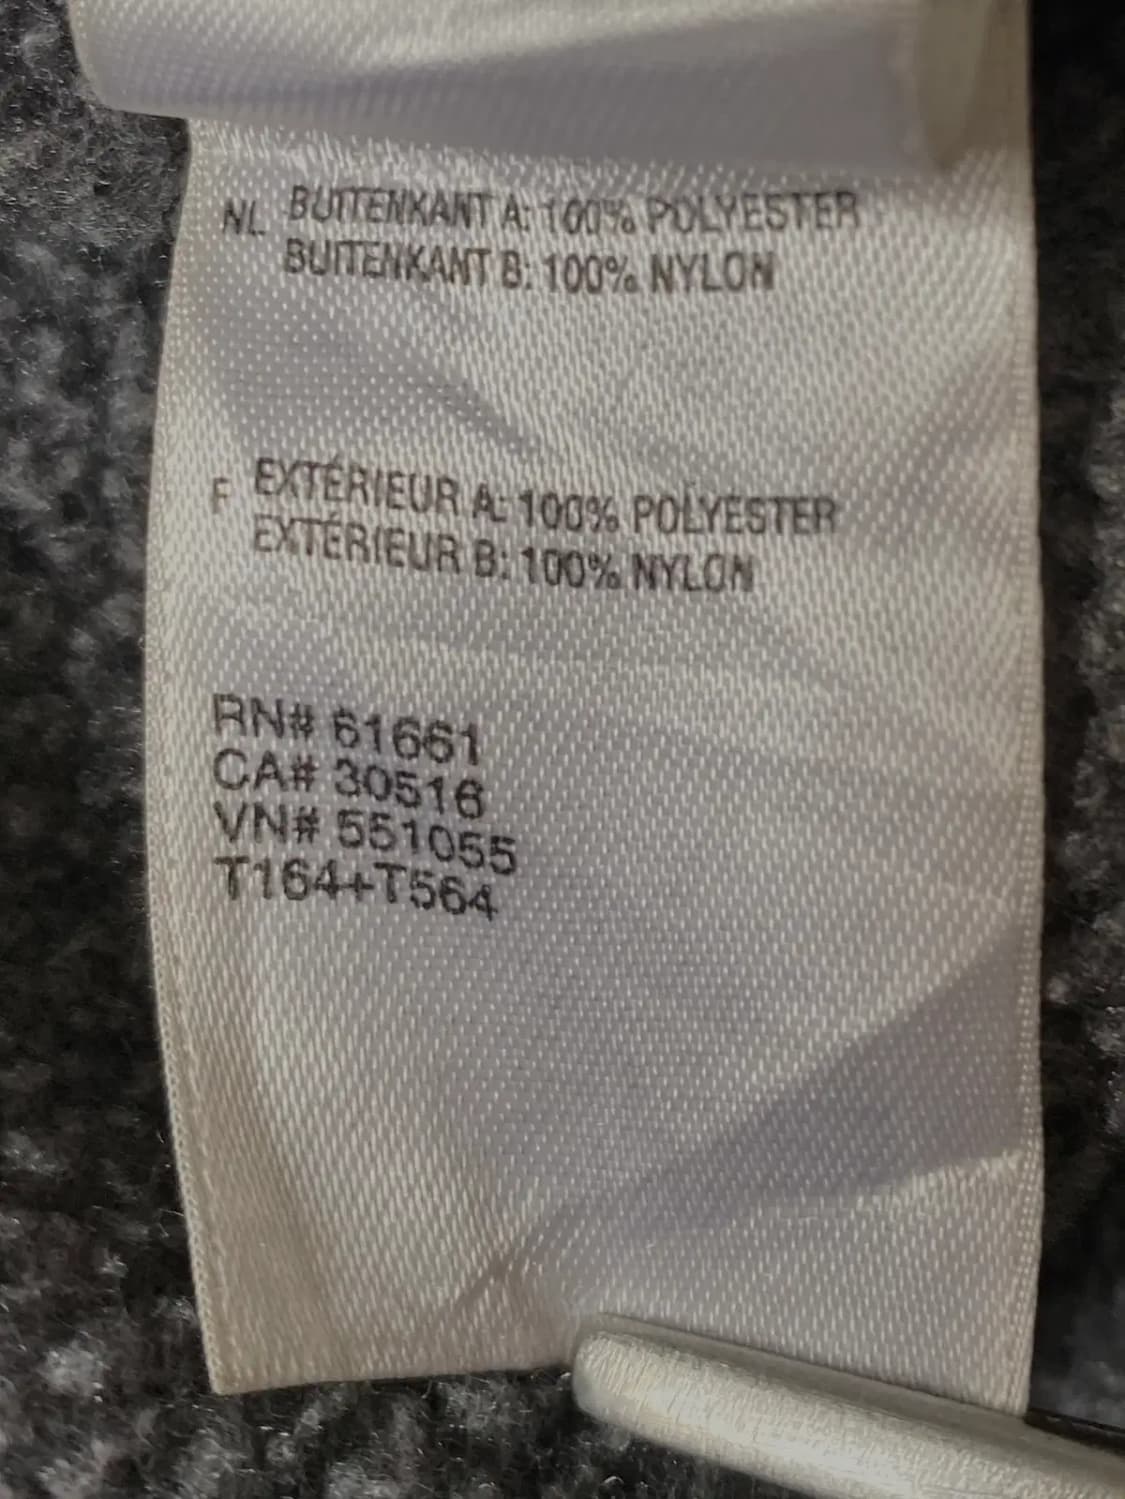 NL BUITENKANT A: 100% POLYESTER
BUITENKANT B: 100% NYLON
F EXTÉRIEUR A: 100% POLYESTER
EXTÉRIEUR B: 100% NYLON
RN# 61661
CA# 30516
VN# 551055
T164+T564